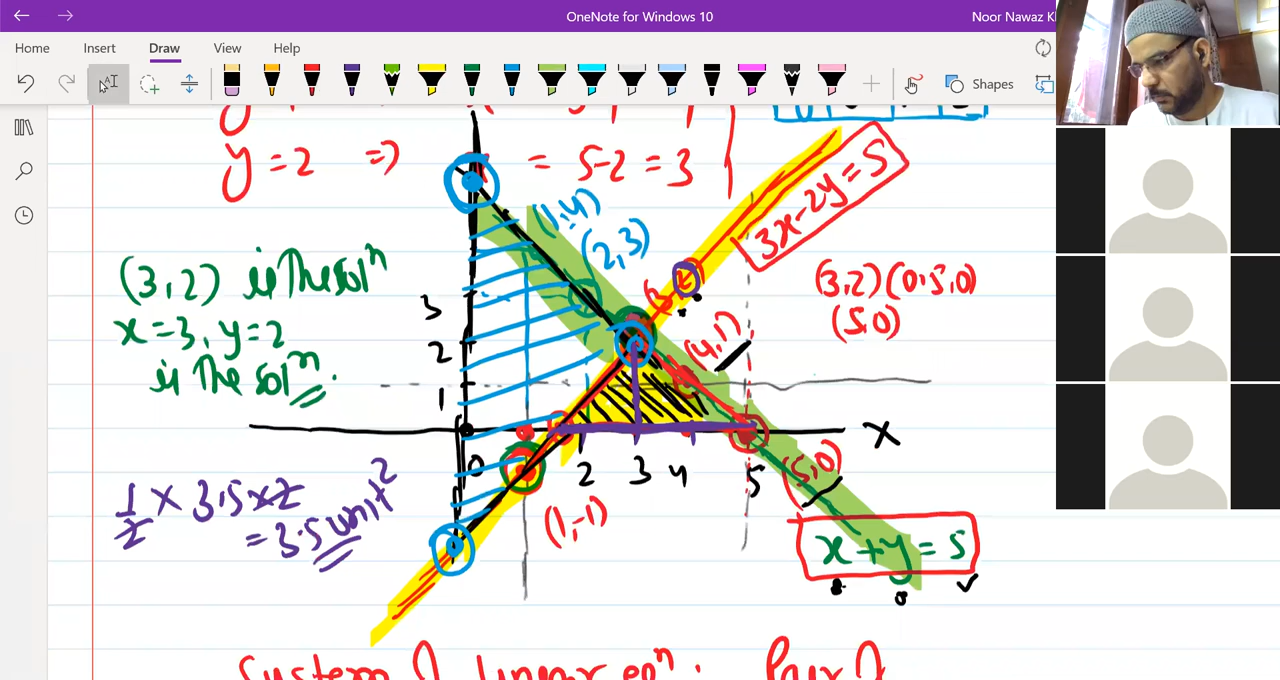 OneNote for Windows 10
Noor Nawaz K
Home Insert Draw View Help
Shapes
y = 2 => = 5-2=3
3x-2y=5
(1,4)
(2,3)
(3,2) is the solⁿ
x=3, y=2
is the solⁿ.
(3,2)(0.5,0)
(5,0)
(4,1)
3
2
1
0 2 3 4 5
X
(5,0)
(1,-1)
1/2 × 3.5×2
= 3.5 unit²
x+y=5
System of linear eqⁿ: Pair of